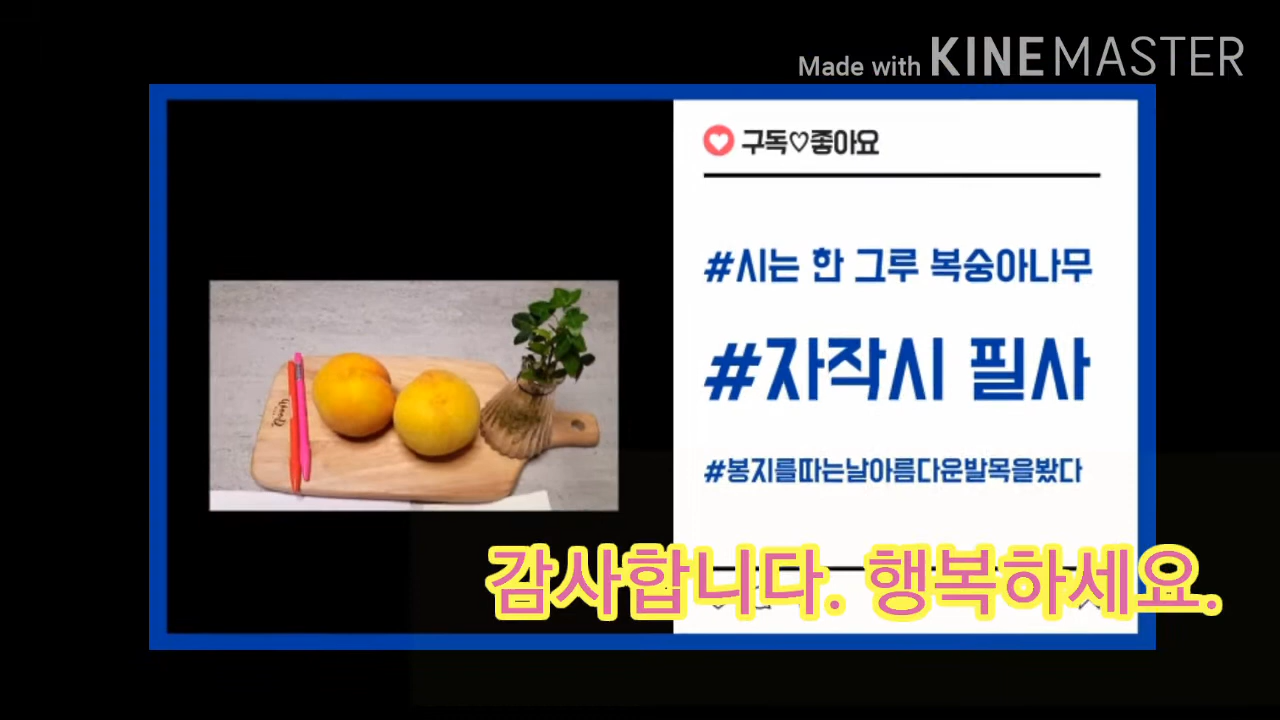 Made with KINEMASTER
구독♡좋아요
#시는 한 그루 복숭아나무
#자작시 필사
#봉지를따는날아름다운발목을봤다
감사합니다. 행복하세요.